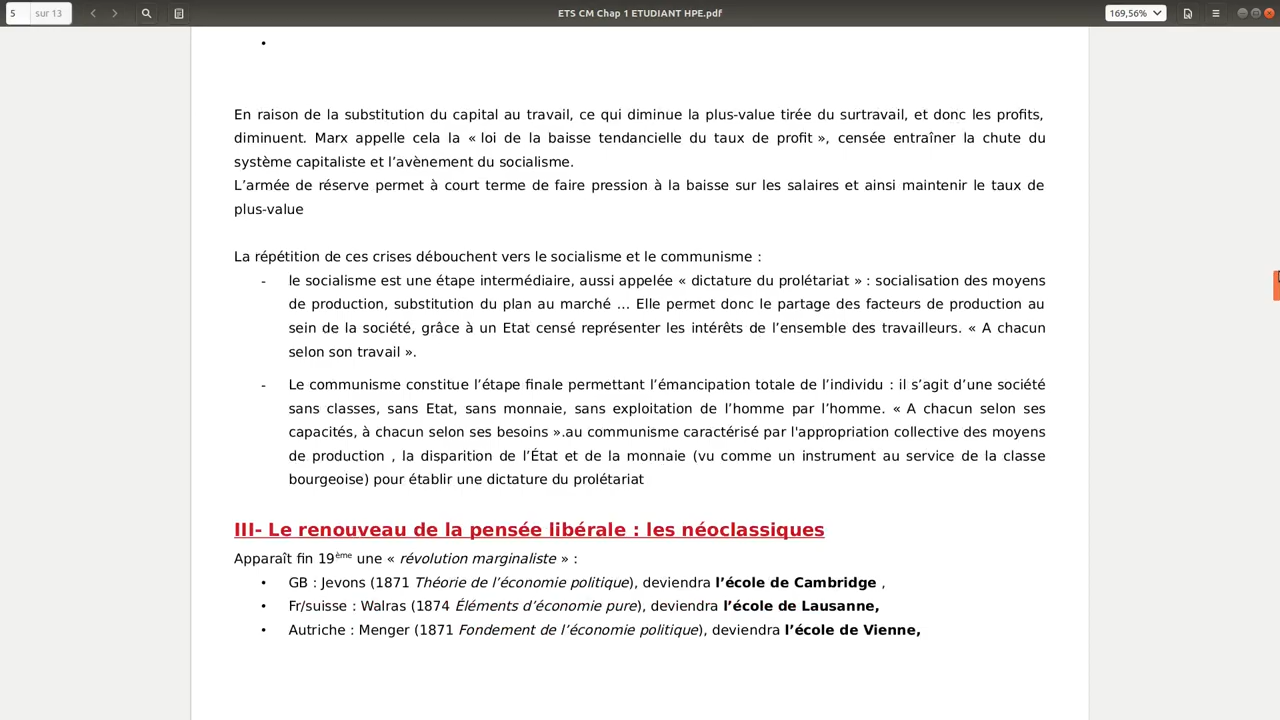 5 sur 13
ETS CM Chap 1 ETUDIANT HPE.pdf
169,56%
•
En raison de la substitution du capital au travail, ce qui diminue la plus-value tirée du surtravail, et donc les profits,
diminuent. Marx appelle cela la « loi de la baisse tendancielle du taux de profit », censée entraîner la chute du
système capitaliste et l’avènement du socialisme.
L’armée de réserve permet à court terme de faire pression à la baisse sur les salaires et ainsi maintenir le taux de
plus-value
La répétition de ces crises débouchent vers le socialisme et le communisme :
- le socialisme est une étape intermédiaire, aussi appelée « dictature du prolétariat » : socialisation des moyens
de production, substitution du plan au marché … Elle permet donc le partage des facteurs de production au
sein de la société, grâce à un Etat censé représenter les intérêts de l’ensemble des travailleurs. « A chacun
selon son travail ».
- Le communisme constitue l’étape finale permettant l’émancipation totale de l’individu : il s’agit d’une société
sans classes, sans Etat, sans monnaie, sans exploitation de l’homme par l’homme. « A chacun selon ses
capacités, à chacun selon ses besoins ».au communisme caractérisé par l'appropriation collective des moyens
de production , la disparition de l’État et de la monnaie (vu comme un instrument au service de la classe
bourgeoise) pour établir une dictature du prolétariat
III- Le renouveau de la pensée libérale : les néoclassiques
Apparaît fin 19ème une « révolution marginaliste » :
• GB : Jevons (1871 Théorie de l’économie politique), deviendra l’école de Cambridge ,
• Fr/suisse : Walras (1874 Éléments d’économie pure), deviendra l’école de Lausanne,
• Autriche : Menger (1871 Fondement de l’économie politique), deviendra l’école de Vienne,